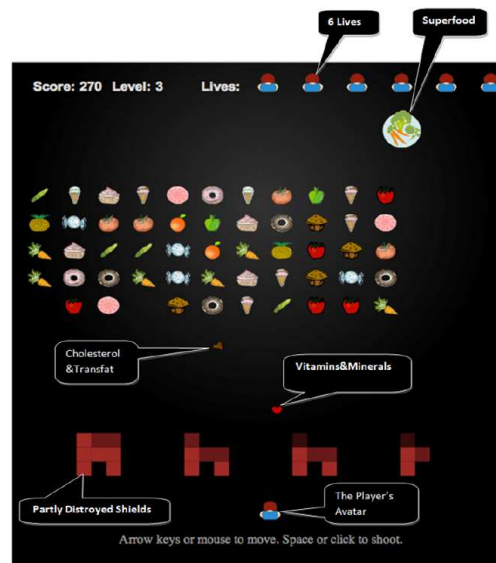 6 Lives
Superfood
Score: 270 Level: 3 Lives:
Cholesterol
&Transfat
Vitamins&Minerals
Partly Distroyed Shields
The Player's
Avatar
Arrow keys or mouse to move. Space or click to shoot.